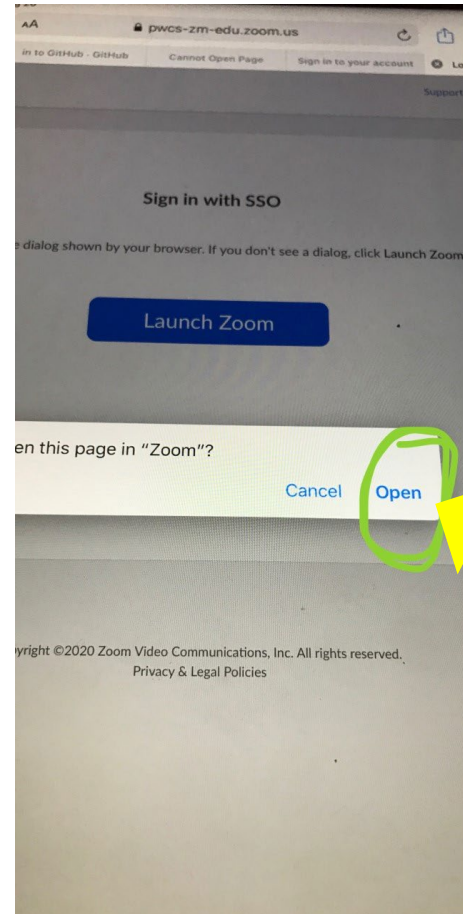 AA pwcs-zm-edu.zoom.us
in to GitHub - GitHub Cannot Open Page Sign in to your account Lo
Support
Sign in with SSO
e dialog shown by your browser. If you don't see a dialog, click Launch Zoom
Launch Zoom
en this page in “Zoom”?
Cancel Open
yright ©2020 Zoom Video Communications, Inc. All rights reserved.
Privacy & Legal Policies